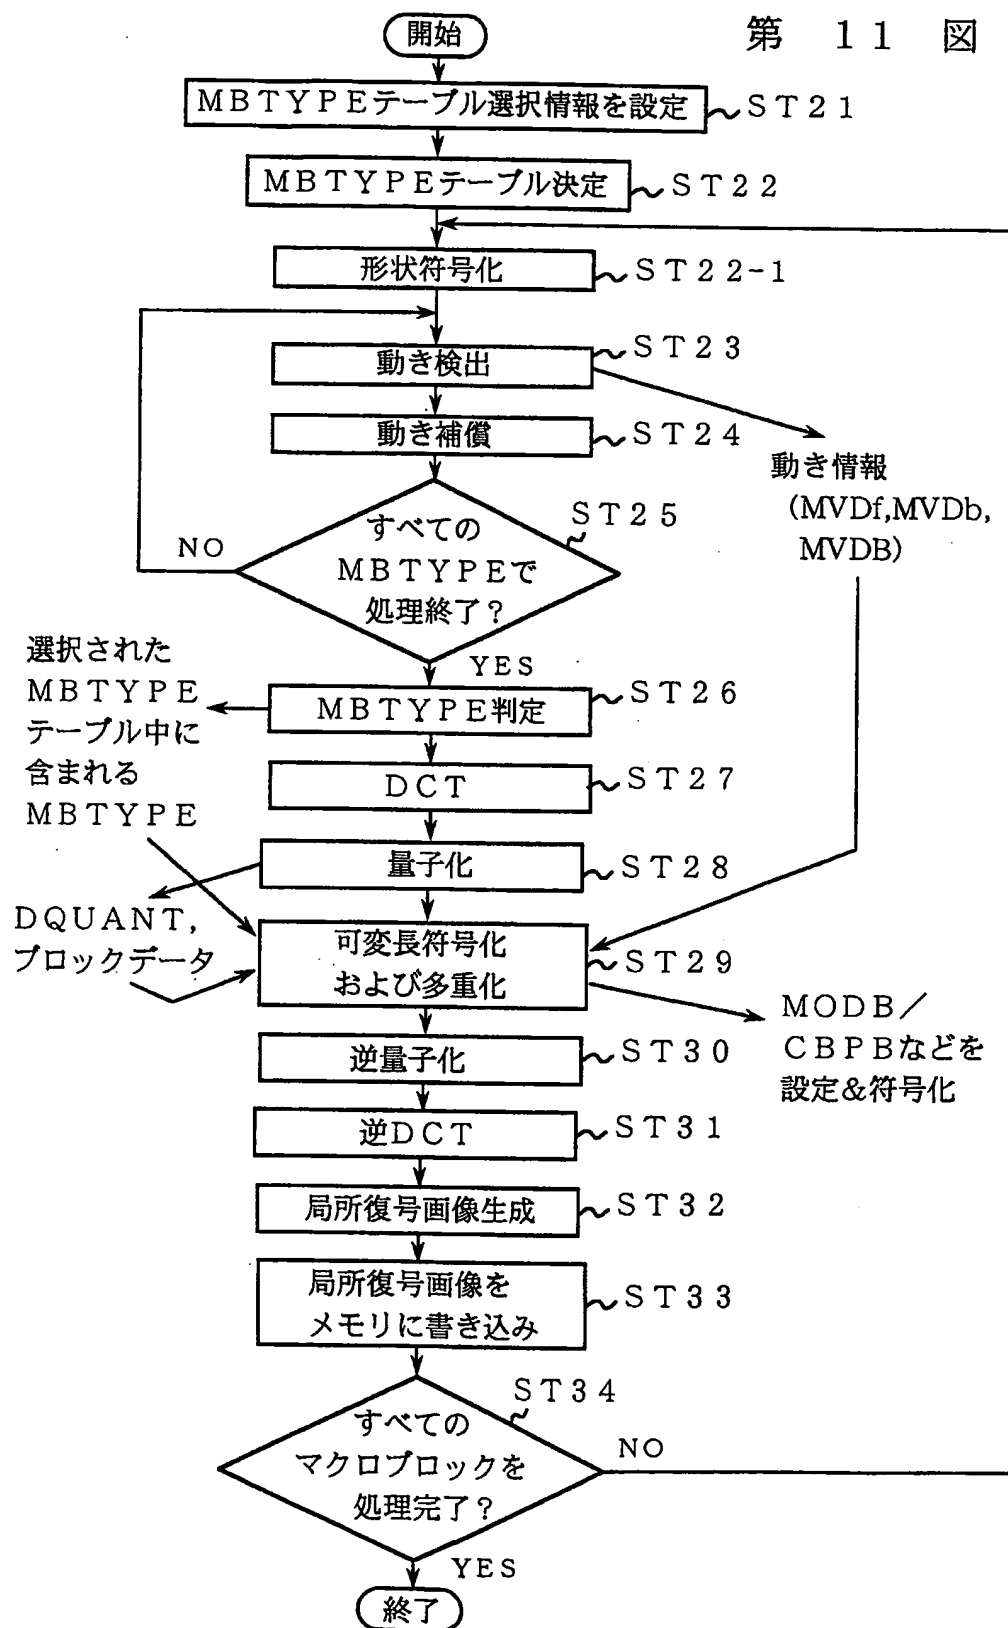 第 11 図
開始
MBTYPEテーブル選択情報を設定
ST21
MBTYPEテーブル決定
ST22
形状符号化
ST22-1
動き検出
ST23
動き補償
ST24
動き情報
(MVDf,MVDb,
MVDB)
すべての
MBTYPEで
処理終了?
ST25
NO
YES
選択された
MBTYPE
テーブル中に
含まれる
MBTYPE
MBTYPE判定
ST26
DCT
ST27
量子化
ST28
DQUANT,
ブロックデータ
可変長符号化
および多重化
ST29
MODB/
CBPBなどを
設定&符号化
逆量子化
ST30
逆DCT
ST31
局所復号画像生成
ST32
局所復号画像を
メモリに書き込み
ST33
すべての
マクロブロックを
処理完了?
ST34
NO
YES
終了